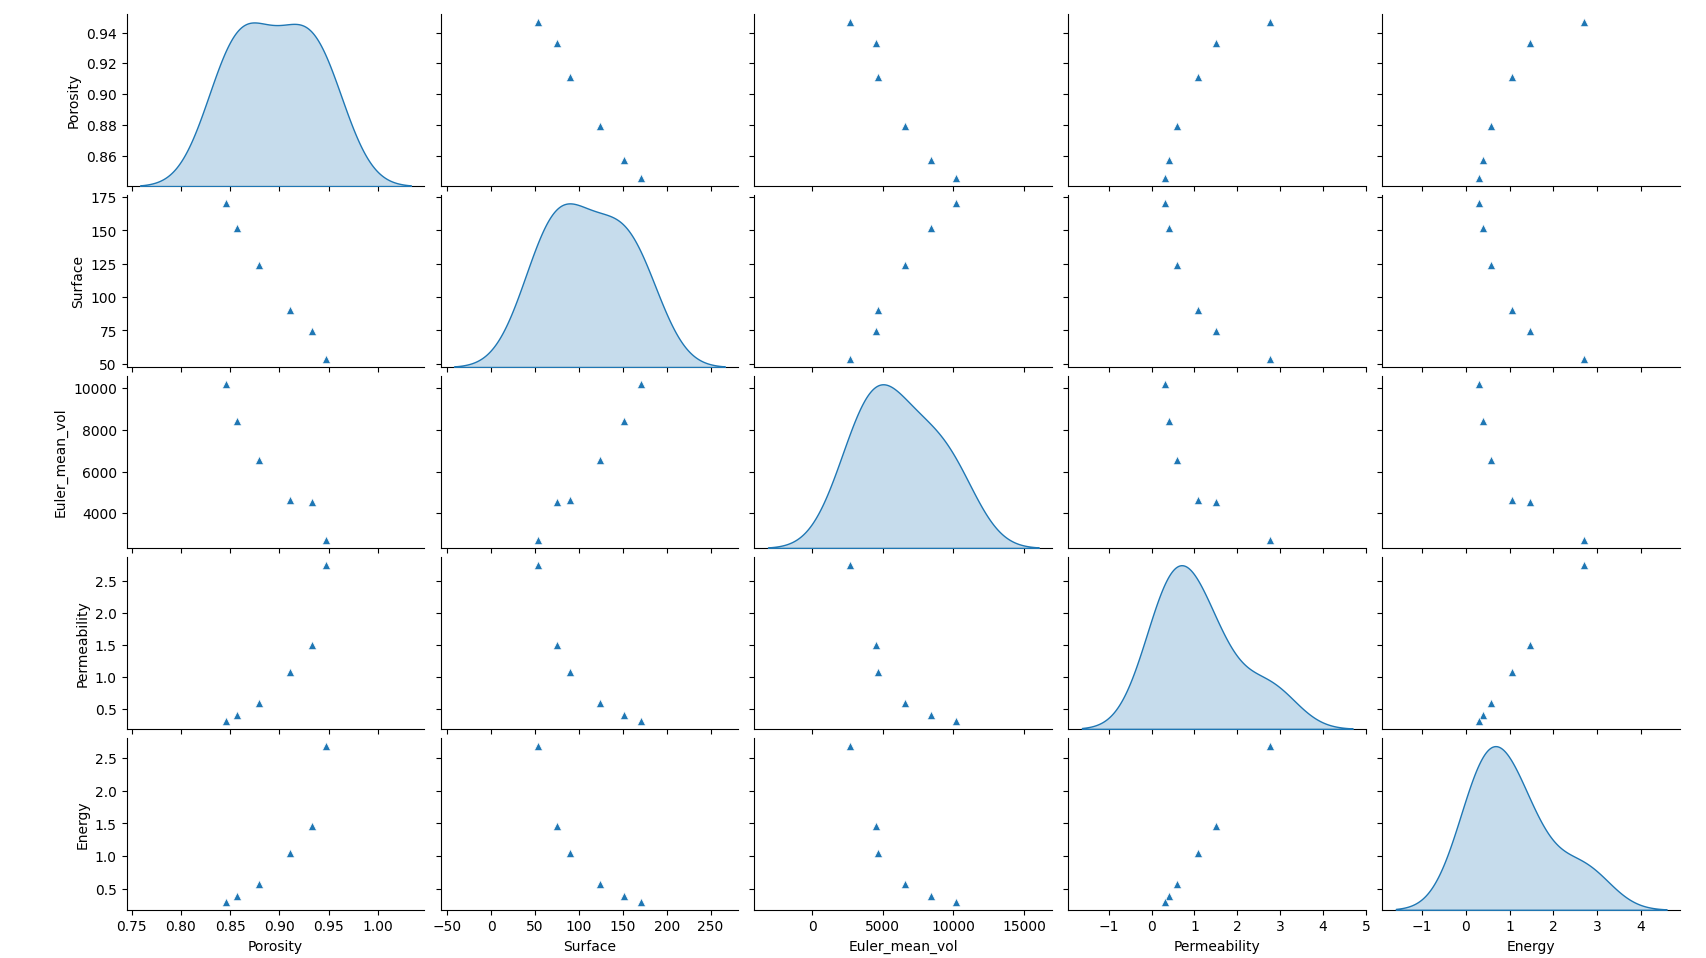 0.94
0.92
0.90
0.88
0.86
Porosity
175
150
125
100
75
50
Surface
10000
8000
6000
4000
Euler_mean_vol
2.5
2.0
1.5
1.0
0.5
Permeability
2.5
2.0
1.5
1.0
0.5
Energy
0.75 0.80 0.85 0.90 0.95 1.00
−50 0 50 100 150 200 250
0 5000 10000 15000
−1 0 1 2 3 4 5
−1 0 1 2 3 4
Porosity
Surface
Euler_mean_vol
Permeability
Energy